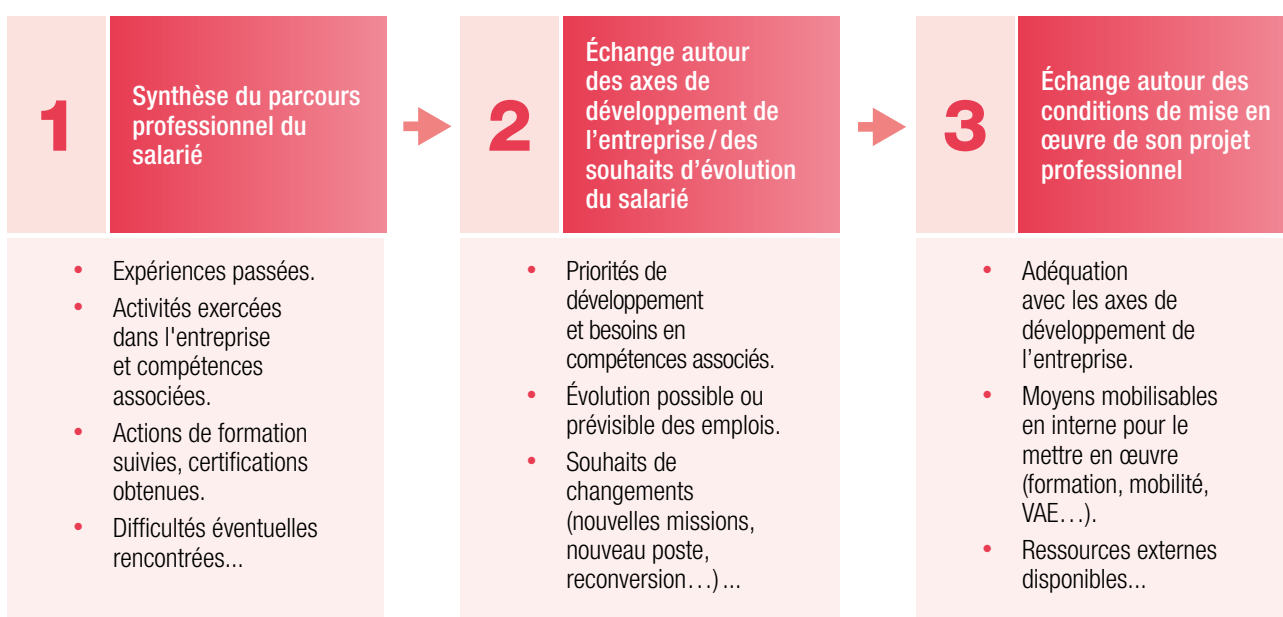 1
Synthèse du parcours
professionnel du
salarié
• Expériences passées.
• Activités exercées
dans l'entreprise
et compétences
associées.
• Actions de formation
suivies, certifications
obtenues.
• Difficultés éventuelles
rencontrées...
2
Échange autour
des axes de
développement de
l’entreprise / des
souhaits d’évolution
du salarié
• Priorités de
développement
et besoins en
compétences associés.
• Évolution possible ou
prévisible des emplois.
• Souhaits de
changements
(nouvelles missions,
nouveau poste,
reconversion…) ...
3
Échange autour des
conditions de mise en
œuvre de son projet
professionnel
• Adéquation
avec les axes de
développement de
l’entreprise.
• Moyens mobilisables
en interne pour le
mettre en œuvre
(formation, mobilité,
VAE…).
• Ressources externes
disponibles...